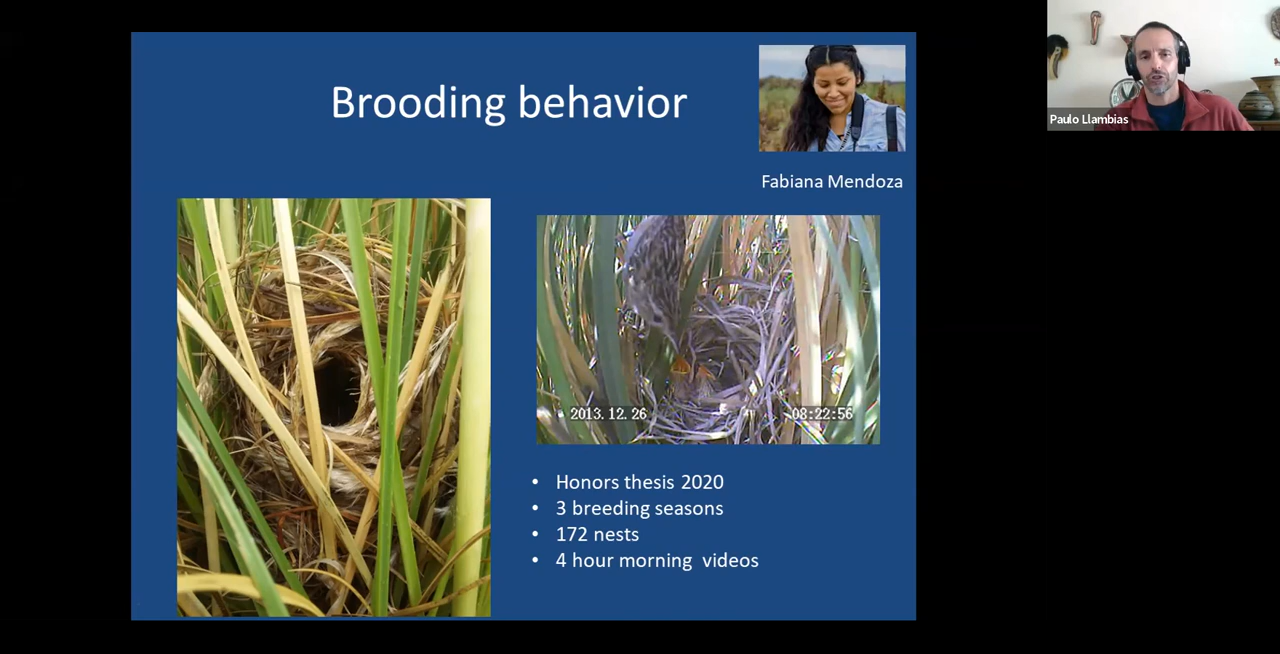 Brooding behavior
Paulo Llambias
Fabiana Mendoza
2013.12.26 08:22:56
• Honors thesis 2020
• 3 breeding seasons
• 172 nests
• 4 hour morning videos